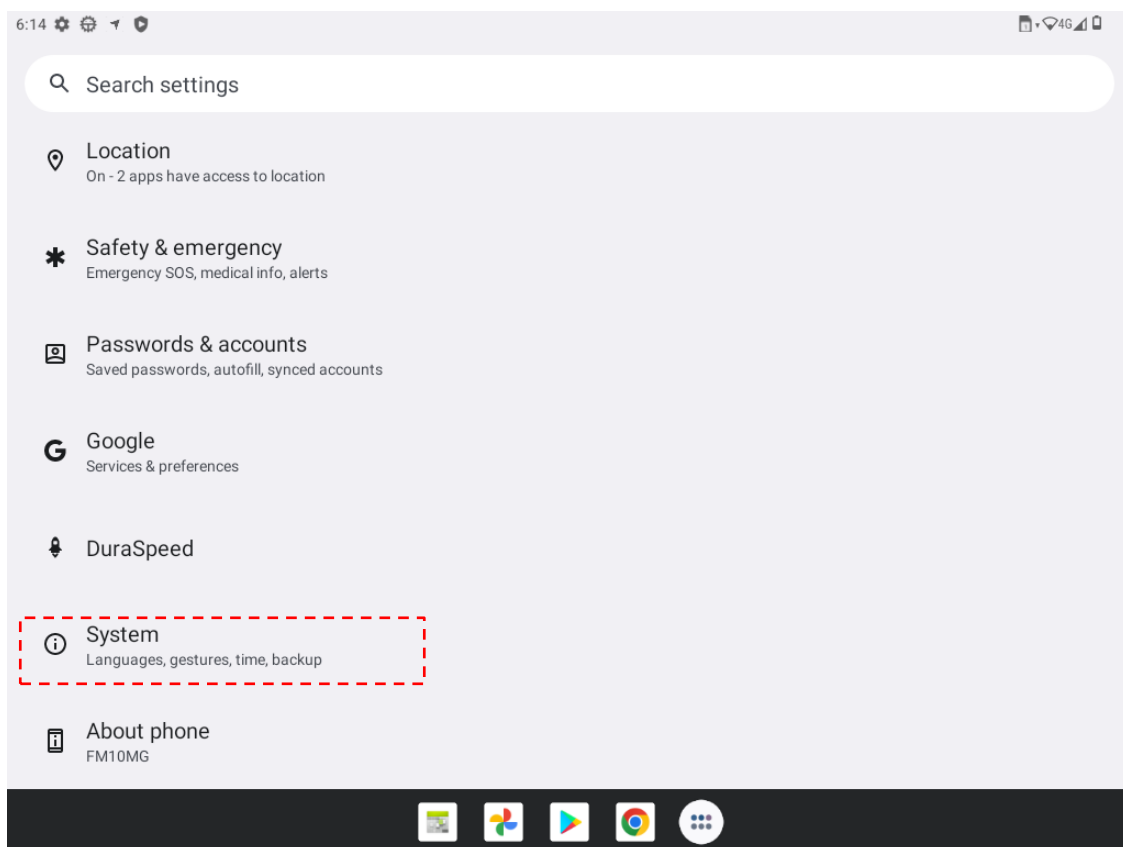 6:14
4G
Search settings
Location
On - 2 apps have access to location
Safety & emergency
Emergency SOS, medical info, alerts
Passwords & accounts
Saved passwords, autofill, synced accounts
Google
Services & preferences
DuraSpeed
System
Languages, gestures, time, backup
About phone
FM10MG